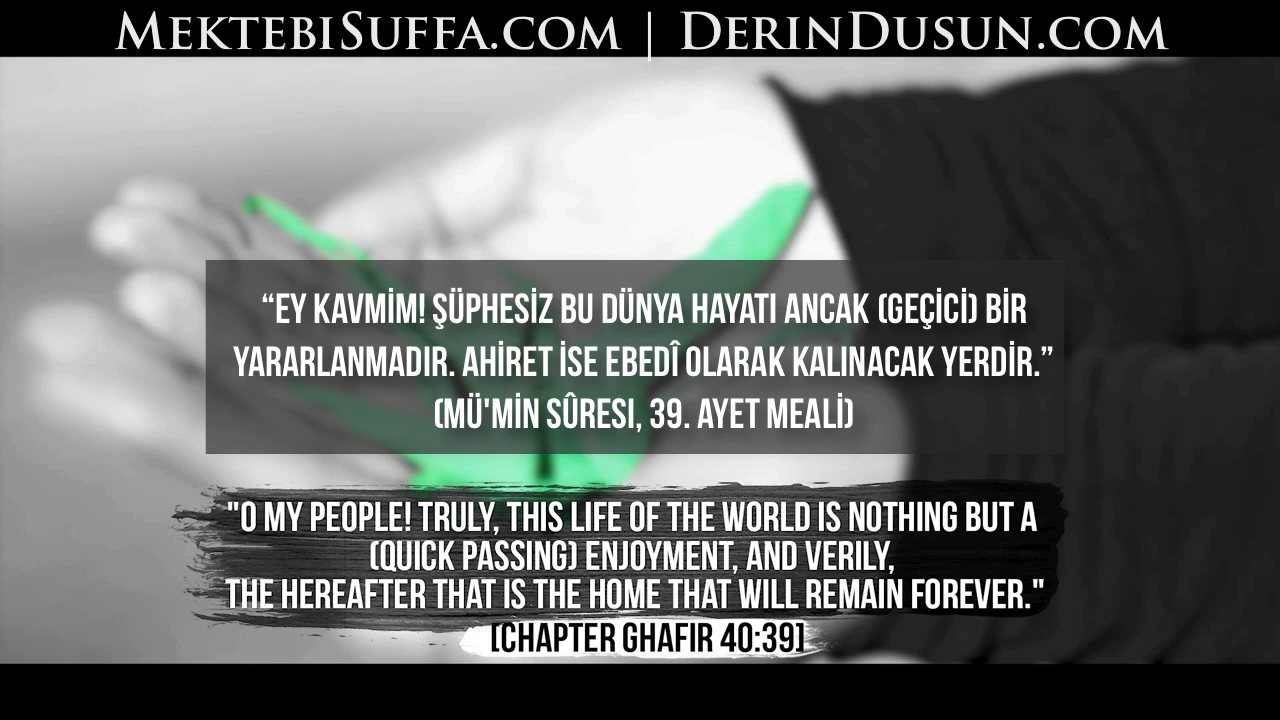 MEKTEBISUFFA.COM | DERINDUSUN.COM
“EY KAVMİM! ŞÜPHESİZ BU DÜNYA HAYATI ANCAK (GEÇİCİ) BİR
YARARLANMADIR. AHİRET İSE EBEDÎ OLARAK KALINACAK YERDİR.”
(MÜ'MİN SÛRESI, 39. AYET MEALİ)
"O MY PEOPLE! TRULY, THIS LIFE OF THE WORLD IS NOTHING BUT A
(QUICK PASSING) ENJOYMENT, AND VERILY,
THE HEREAFTER THAT IS THE HOME THAT WILL REMAIN FOREVER."
[CHAPTER GHAFIR 40:39]